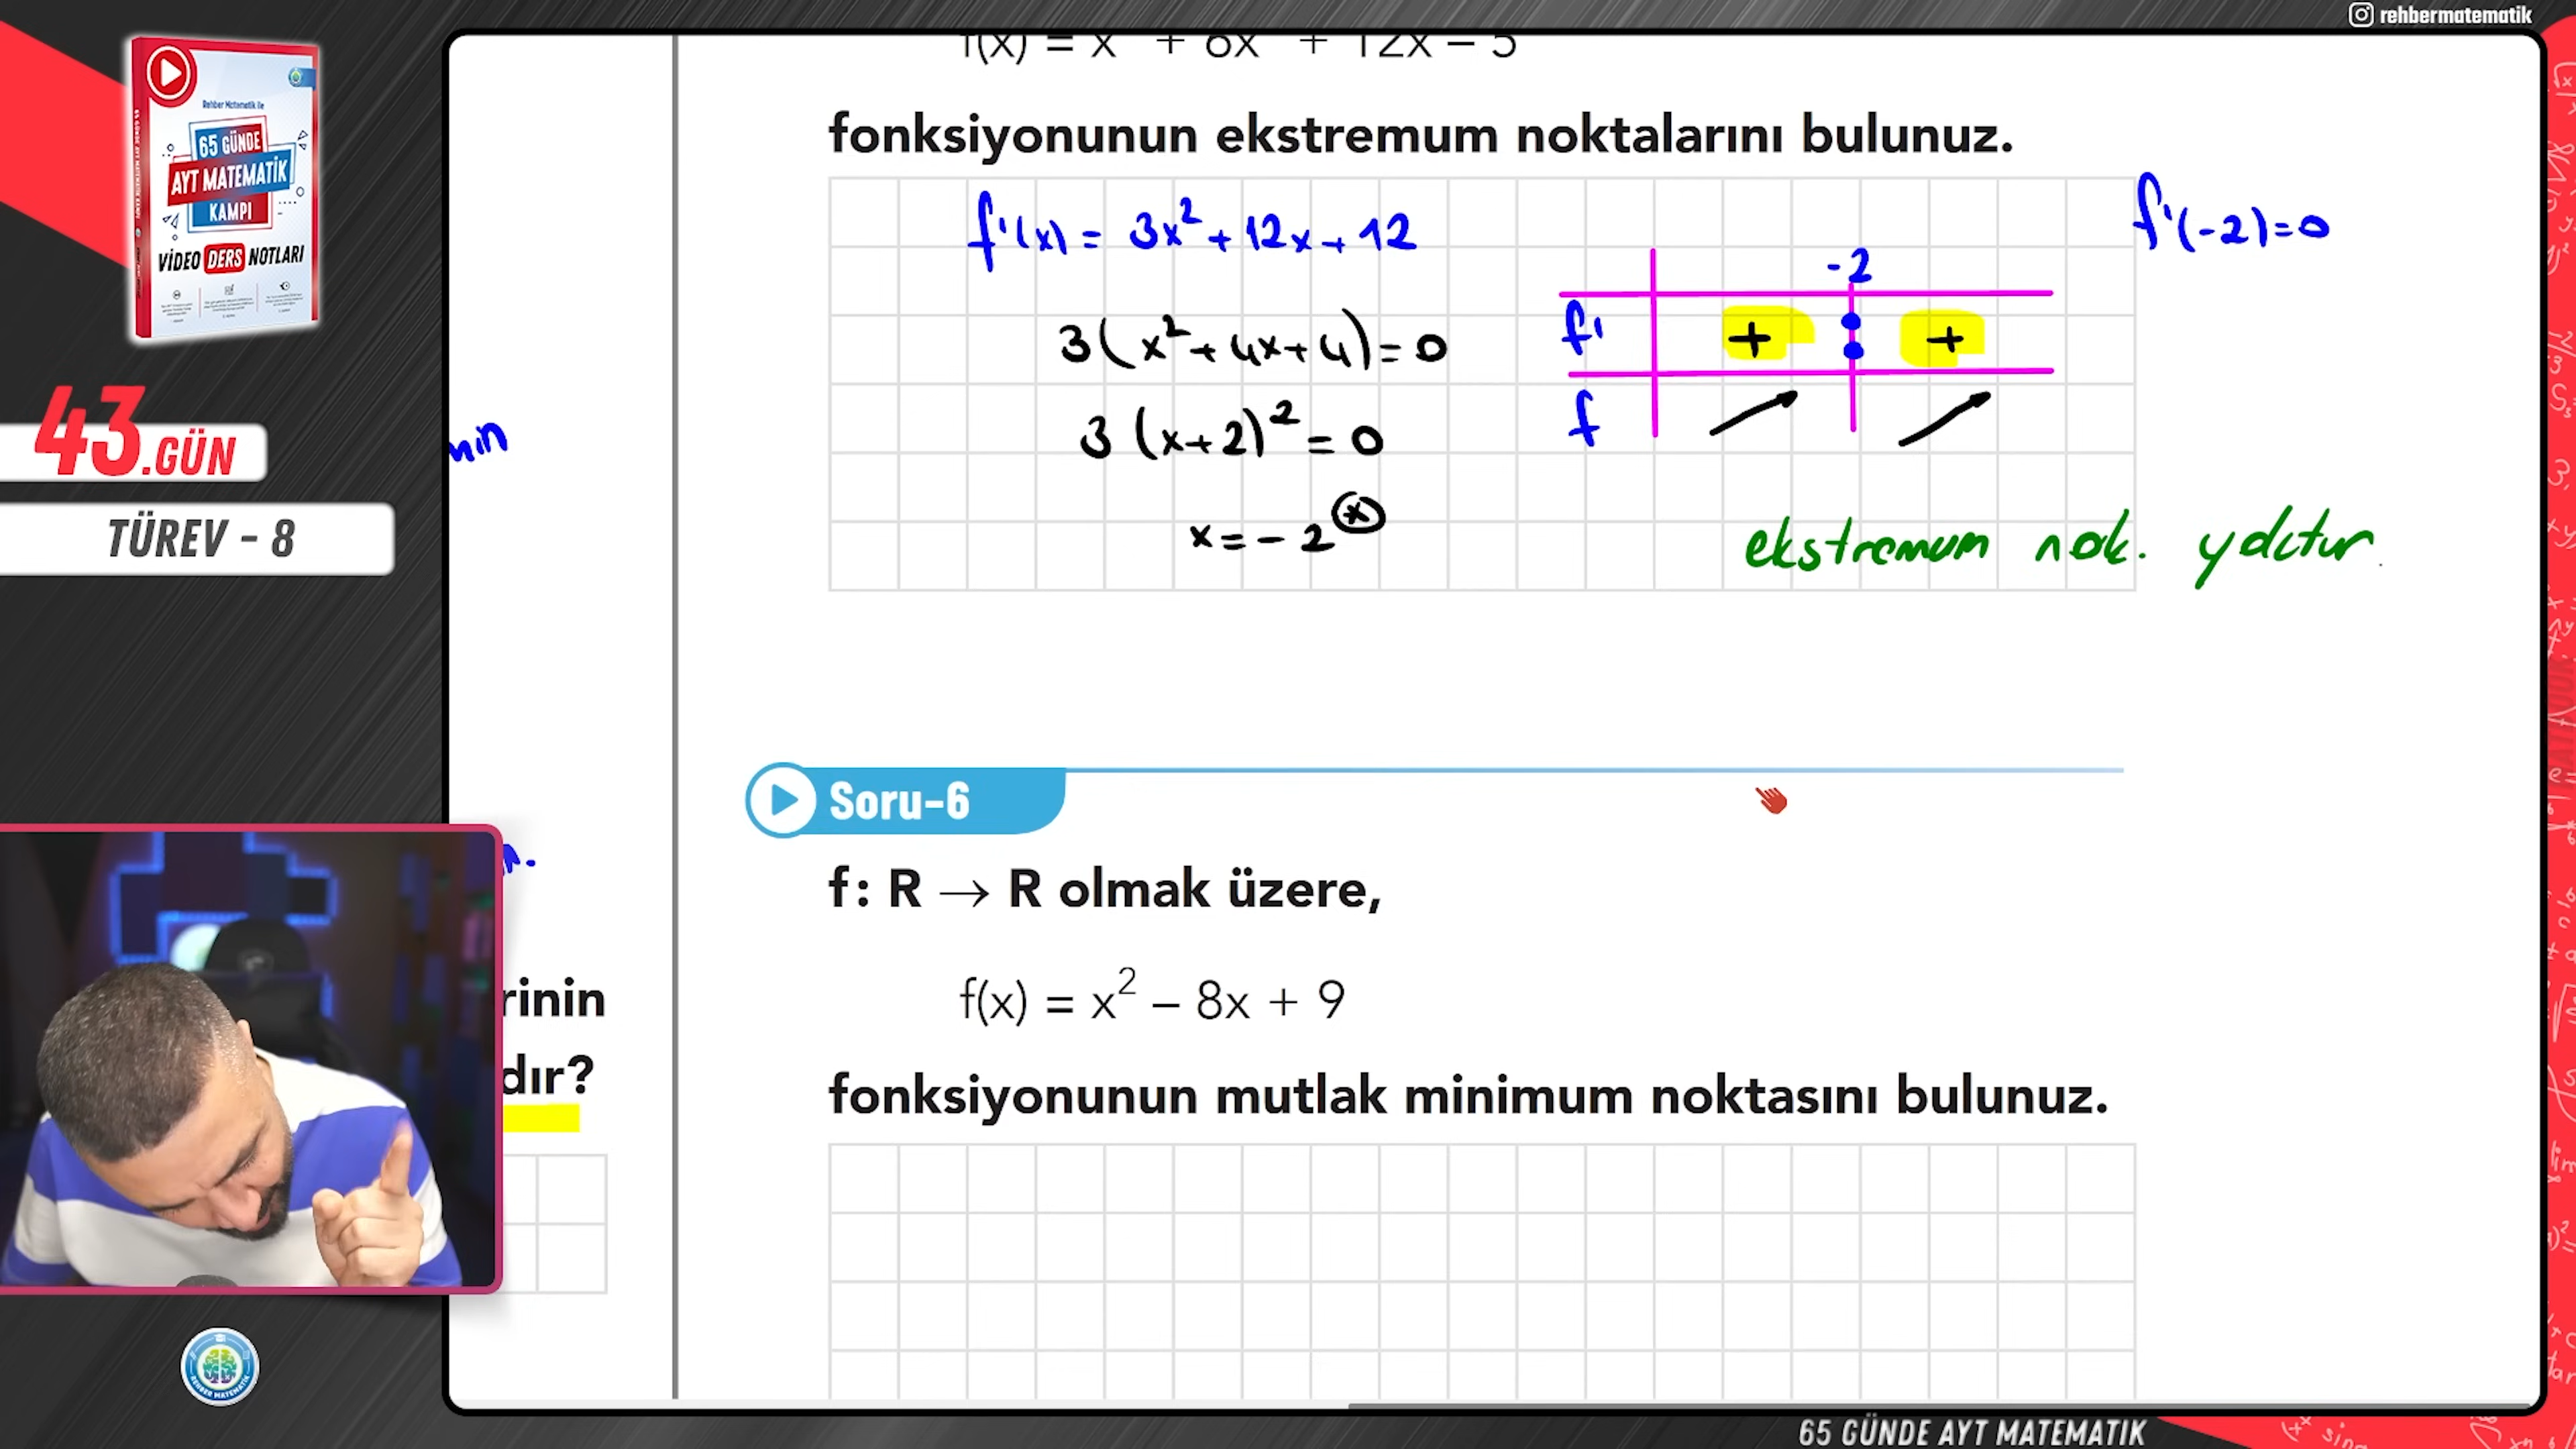 rehbermatematik
Rehber Matematik ile
65 GÜNDE
AYT MATEMATİK
KAMPI
VİDEO DERS NOTLARI
43.GÜN
TÜREV - 8
min
rinin
dır?
fonksiyonunun ekstremum noktalarını bulunuz.
f'(x) = 3x² + 12x + 12
3(x² + 4x + 4) = 0
3(x+2)² = 0
x = -2
f'(-2)=0
-2
f' + +
f
ekstremum nok. yoktur.
Soru-6
f: R → R olmak üzere,
f(x) = x² – 8x + 9
fonksiyonunun mutlak minimum noktasını bulunuz.
REHBER MATEMATİK
65 GÜNDE AYT MATEMATİK